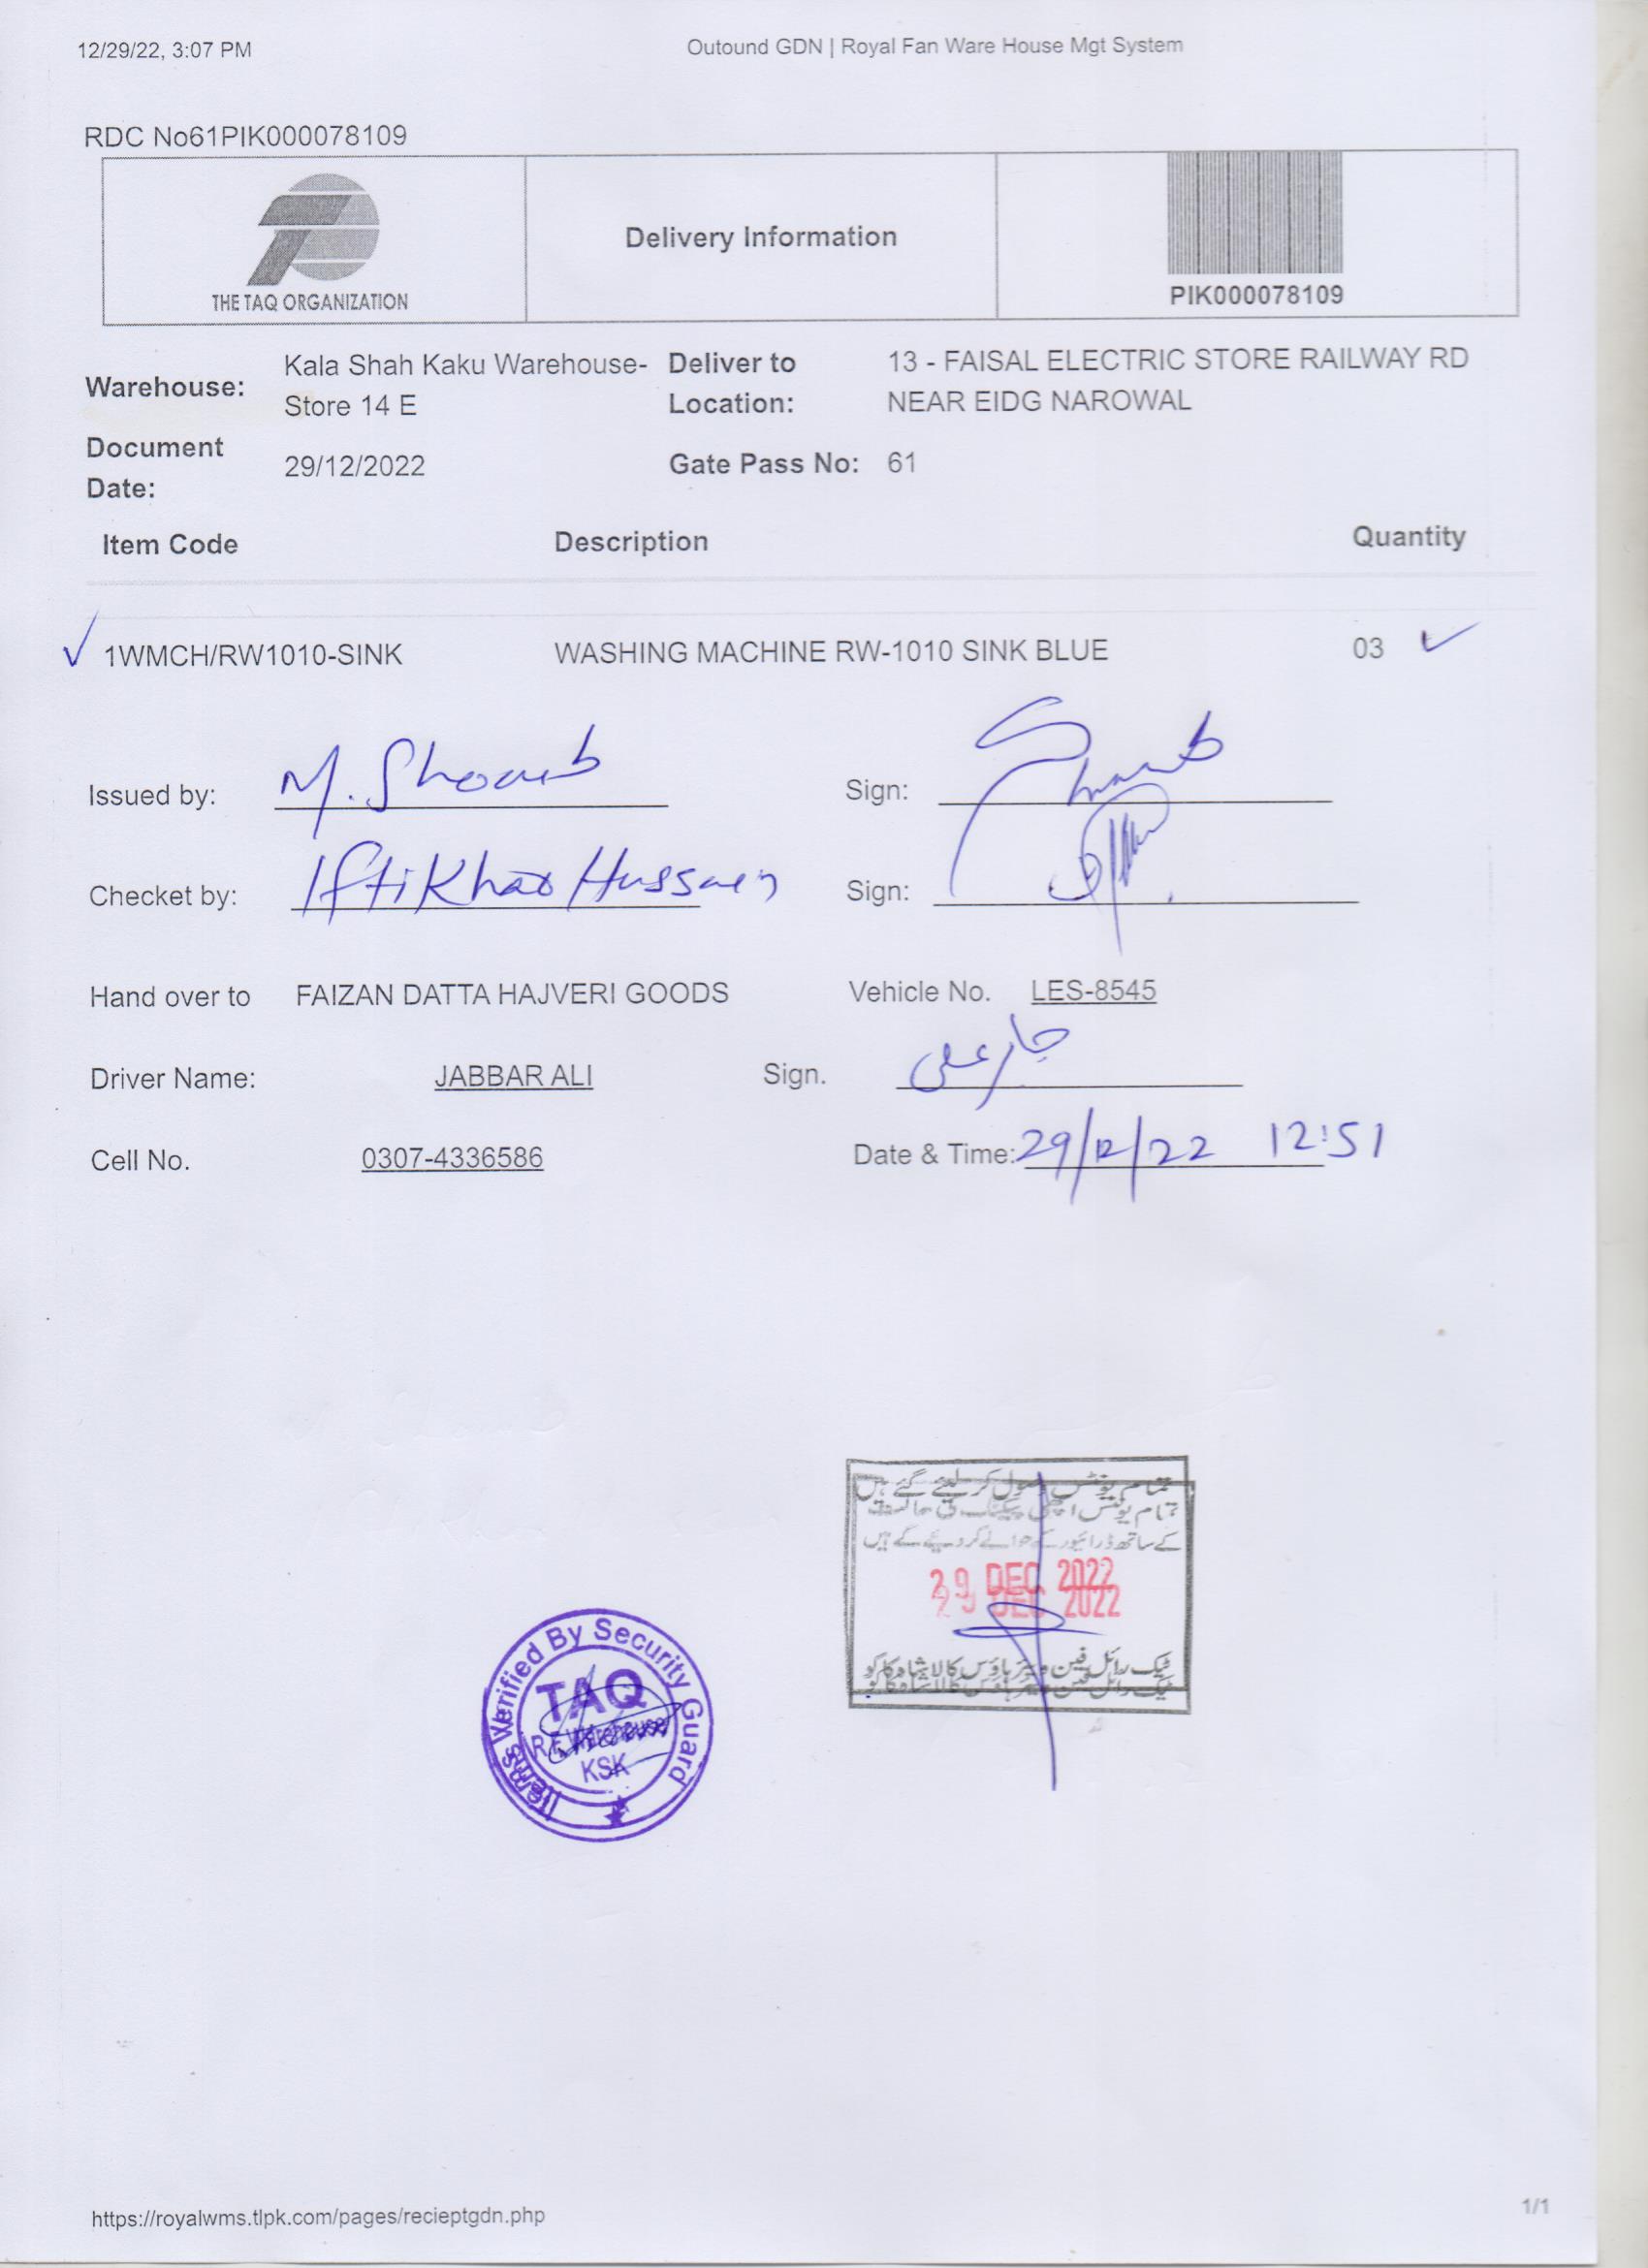 12/29/22, 3:07 PM
Outound GDN | Royal Fan Ware House Mgt System
RDC No61PIK000078109
THE TAQ ORGANIZATION
Delivery Information
PIK000078109
Warehouse: Kala Shah Kaku Warehouse-Store 14 E
Deliver to Location: 13 - FAISAL ELECTRIC STORE RAILWAY RD
NEAR EIDG NAROWAL
Document Date: 29/12/2022
Gate Pass No: 61
Item Code Description Quantity
1WMCH/RW1010-SINK WASHING MACHINE RW-1010 SINK BLUE 03
Issued by: M. Shoaib Sign: Shoaib
Checket by: Iftikhar Hussain Sign:
Hand over to FAIZAN DATTA HAJVERI GOODS Vehicle No. LES-8545
Driver Name: JABBAR ALI Sign. جبار علی
Cell No. 0307-4336586 Date & Time: 29/12/22 12:51
تمام یونٹس وصول کر لیئے گئے ہیں
تمام یونٹس اچھی پیکنگ کی حالت
کے ساتھ ڈرائیور کے حوالے کر دیئے گئے ہیں
29 DEC 2022
ٹیک رائل فین ویئر ہاؤس کالا شاہ کاکو
Items Verified By Security Guard
TAQ
R.F Warehouse
KSK
https://royalwms.tlpk.com/pages/recieptgdn.php
1/1